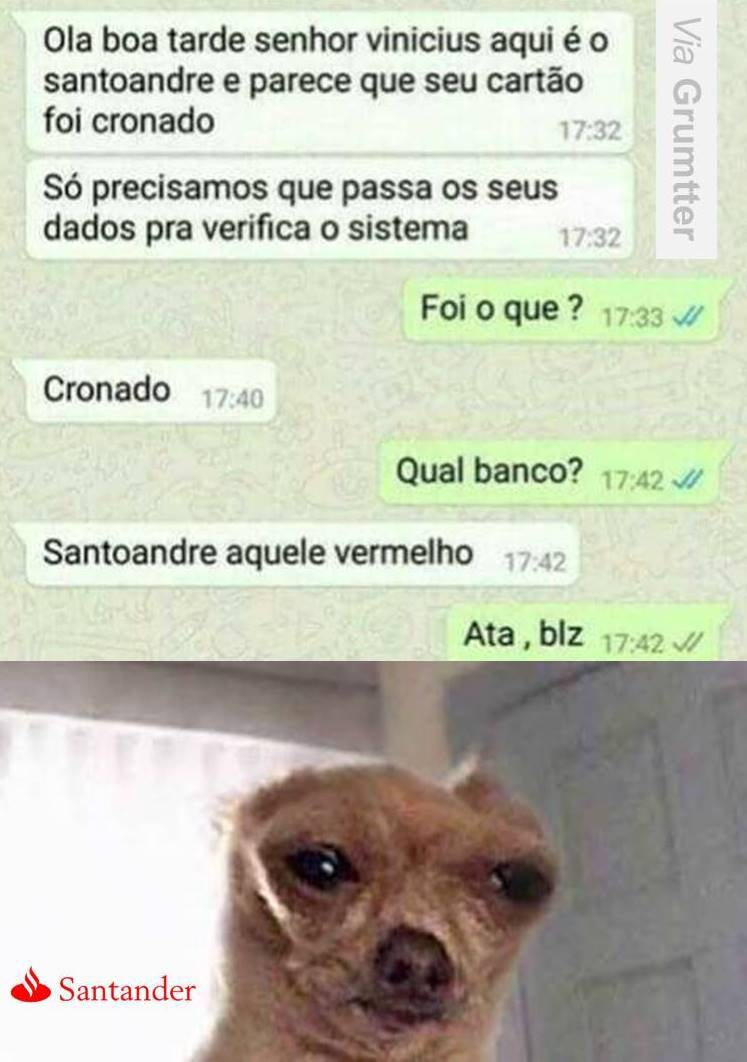 Ola boa tarde senhor vinicius aqui é o
santoandre e parece que seu cartão
foi cronado
17:32
Só precisamos que passa os seus
dados pra verifica o sistema
17:32
Foi o que ? 17:33
Cronado 17:40
Qual banco? 17:42
Santoandre aquele vermelho 17:42
Ata , blz 17:42
Via Grumtter
Santander